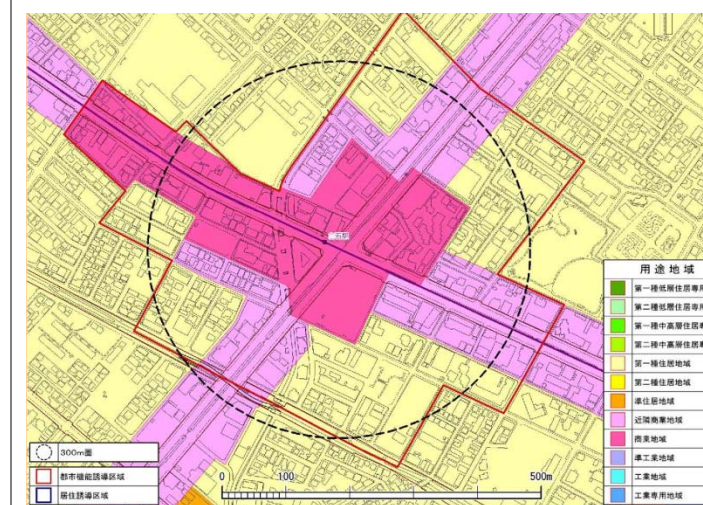 用途地域
第一種低層住居専用
第二種低層住居専用
第一種中高層住居専
第二種中高層住居専
第一種住居地域
第二種住居地域
準住居地域
近隣商業地域
商業地域
準工業地域
工業地域
工業専用地域
300m圏
都市機能誘導区域
居住誘導区域
0 100 500m